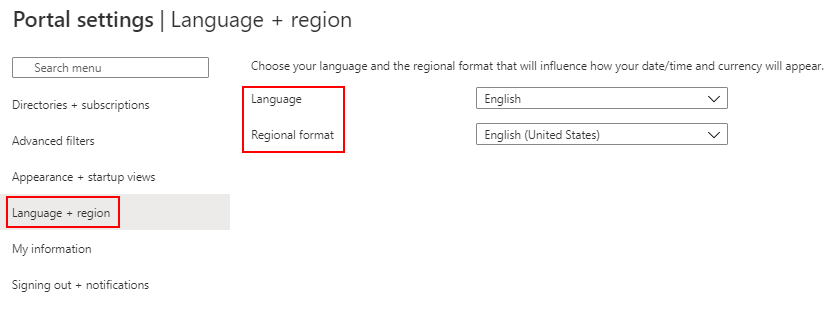 Portal settings | Language + region
Search menu
Directories + subscriptions
Advanced filters
Appearance + startup views
Language + region
My information
Signing out + notifications
Choose your language and the regional format that will influence how your date/time and currency will appear.
Language English
Regional format English (United States)